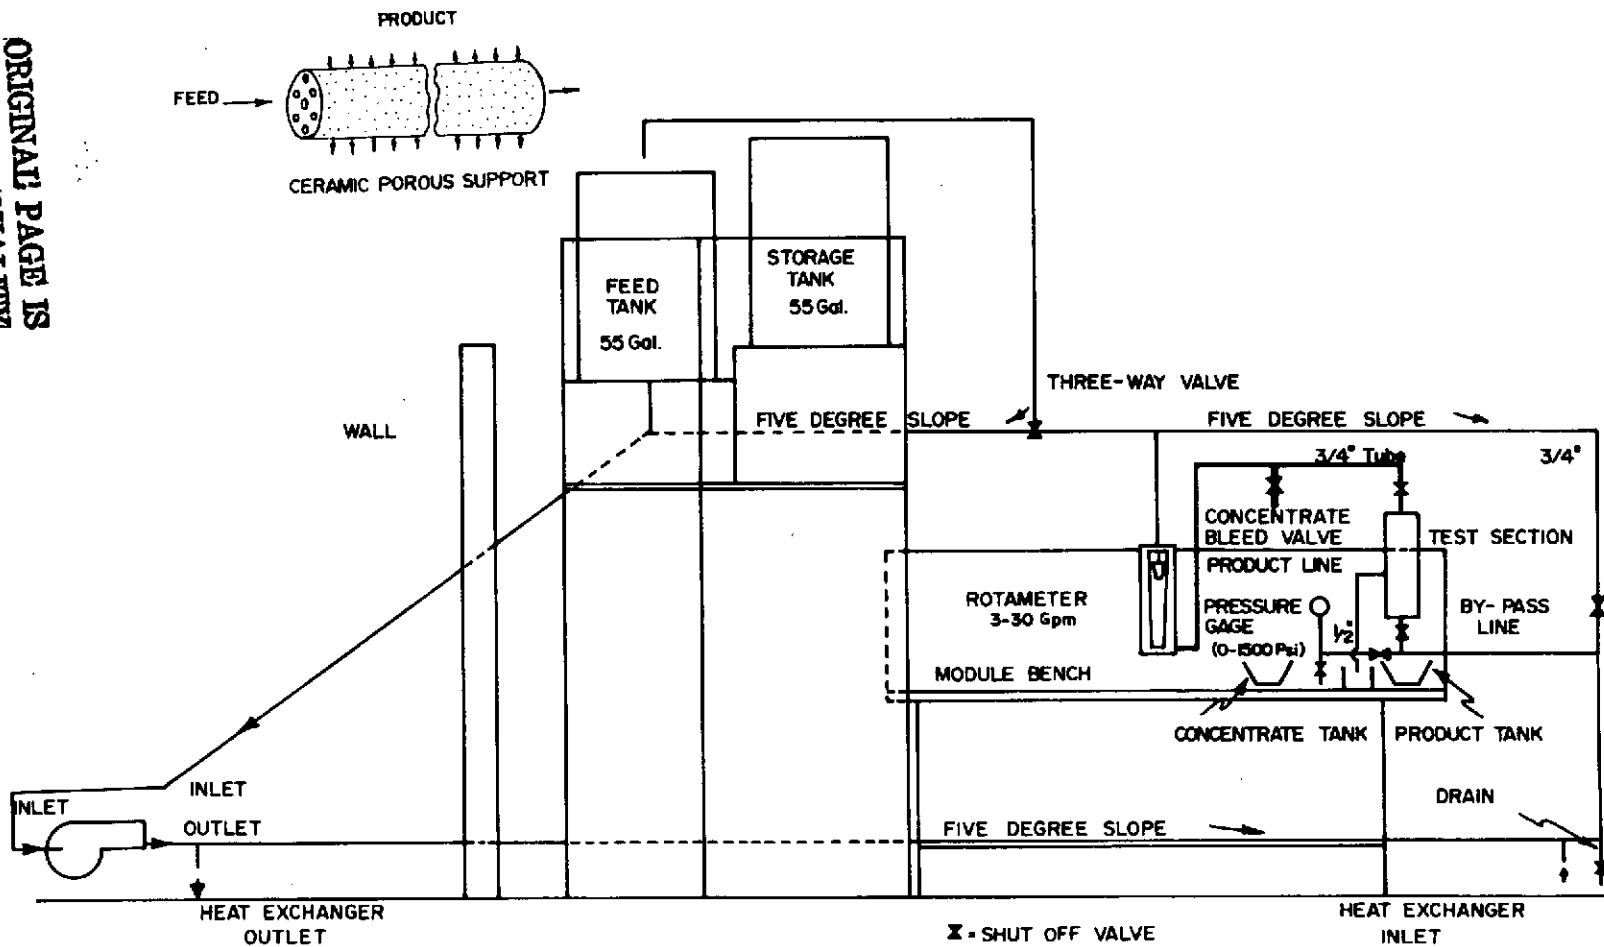 ORIGINAL PAGE IS
PRODUCT
FEED
CERAMIC POROUS SUPPORT
STORAGE
TANK
55 Gal.
FEED
TANK
55 Gal.
THREE-WAY VALVE
WALL
FIVE DEGREE SLOPE
FIVE DEGREE SLOPE
3/4" Tube
3/4"
CONCENTRATE
BLEED VALVE
TEST SECTION
PRODUCT LINE
ROTAMETER
3-30 Gpm
PRESSURE
GAGE
(0-1500 Psi)
1/2"
BY-PASS
LINE
MODULE BENCH
CONCENTRATE TANK
PRODUCT TANK
INLET
INLET
OUTLET
DRAIN
FIVE DEGREE SLOPE
HEAT EXCHANGER
OUTLET
= SHUT OFF VALVE
HEAT EXCHANGER
INLET